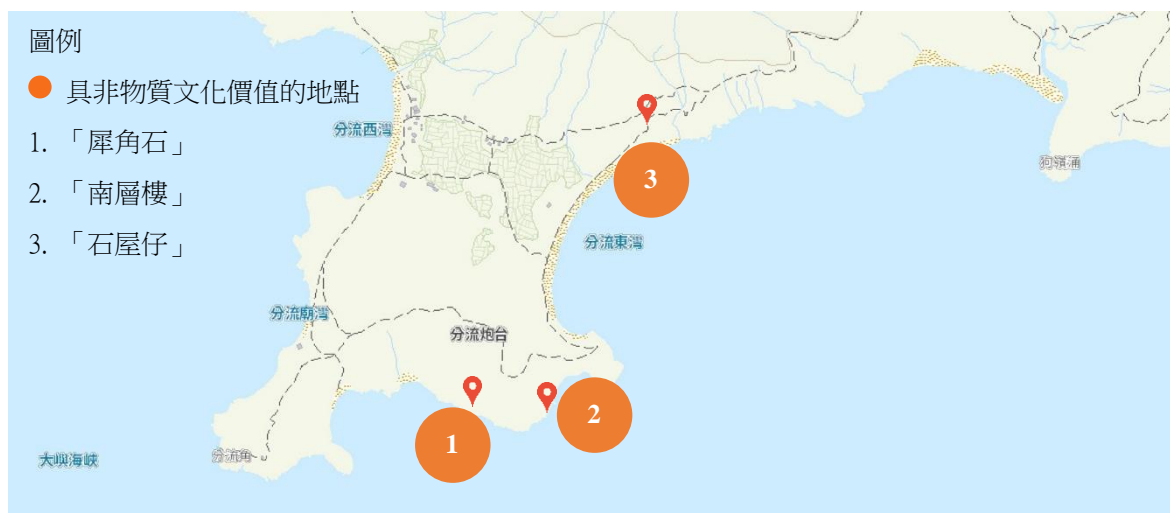 圖例
具非物質文化價值的地點
1. 「犀角石」
2. 「南層樓」
3. 「石屋仔」
分流西灣
狗嶺涌
3
分流東灣
分流廟灣
分流炮台
2
1
分流角
大嶼海峽